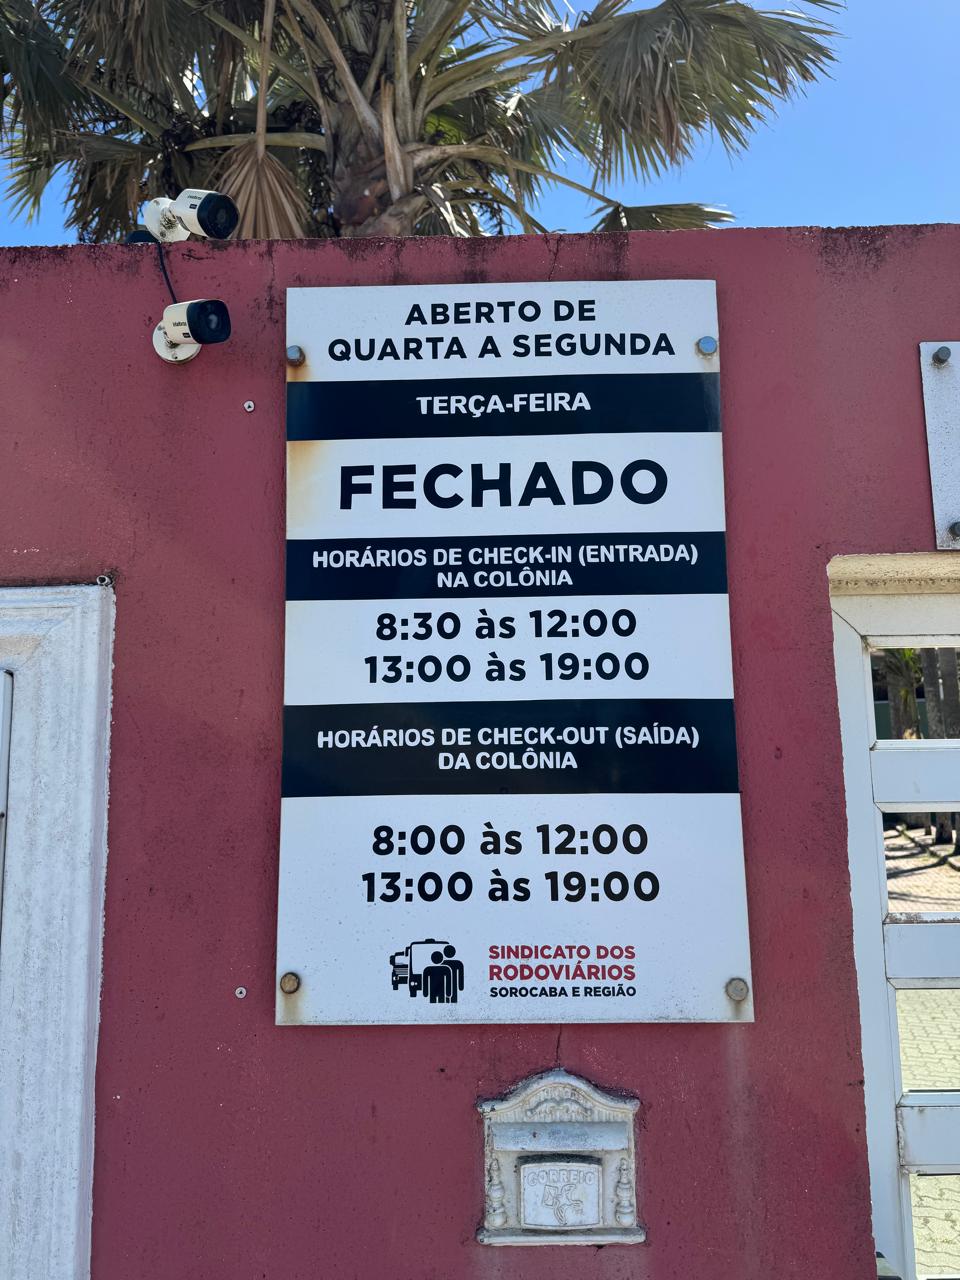 ABERTO DE
QUARTA A SEGUNDA
TERÇA-FEIRA
FECHADO
HORÁRIOS DE CHECK-IN (ENTRADA)
NA COLÔNIA
8:30 às 12:00
13:00 às 19:00
HORÁRIOS DE CHECK-OUT (SAÍDA)
DA COLÔNIA
8:00 às 12:00
13:00 às 19:00
SINDICATO DOS
RODOVIÁRIOS
SOROCABA E REGIÃO
CORREIO